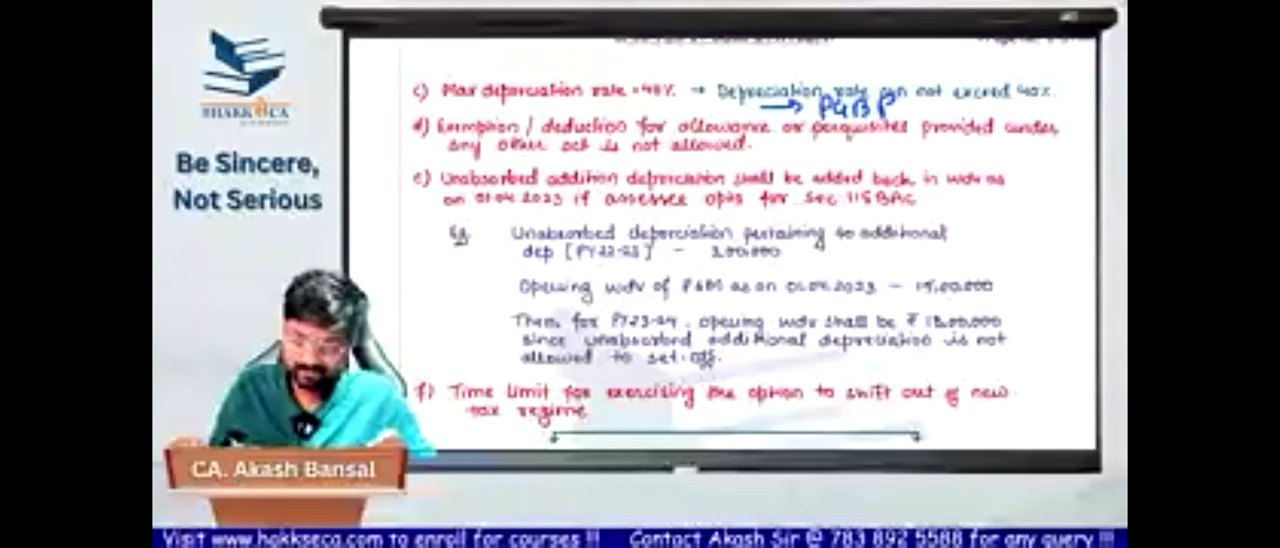 SHAKK CA
Be Sincere,
Not Serious
c) Max depreciation rate = 40% → Depreciation rate can not exceed 40%.
→ PGBP
d) Exemption / deduction for allowance or perquisites provided under
any other act is not allowed.
e) Unabsorbed addition depreciation shall be added back in wdv as
on 01.04.2023 if assessee opts for Sec 115BAC
Eg. Unabsorbed depreciation pertaining to additional
dep [PY22-23] -
Opening wdv of P&M as on 01.04.2023 - 15,00,000
Then for PY23-24, opening wdv shall be ₹ 18,00,000
since unabsorbed additional depreciation is not
allowed to set-off.
f) Time limit for exercising the option to shift out of new
tax regime
CA. Akash Bansal
Visit www.hakkseca.com to enroll for courses !! Contact Akash Sir @ 783 892 5588 for any query !!!